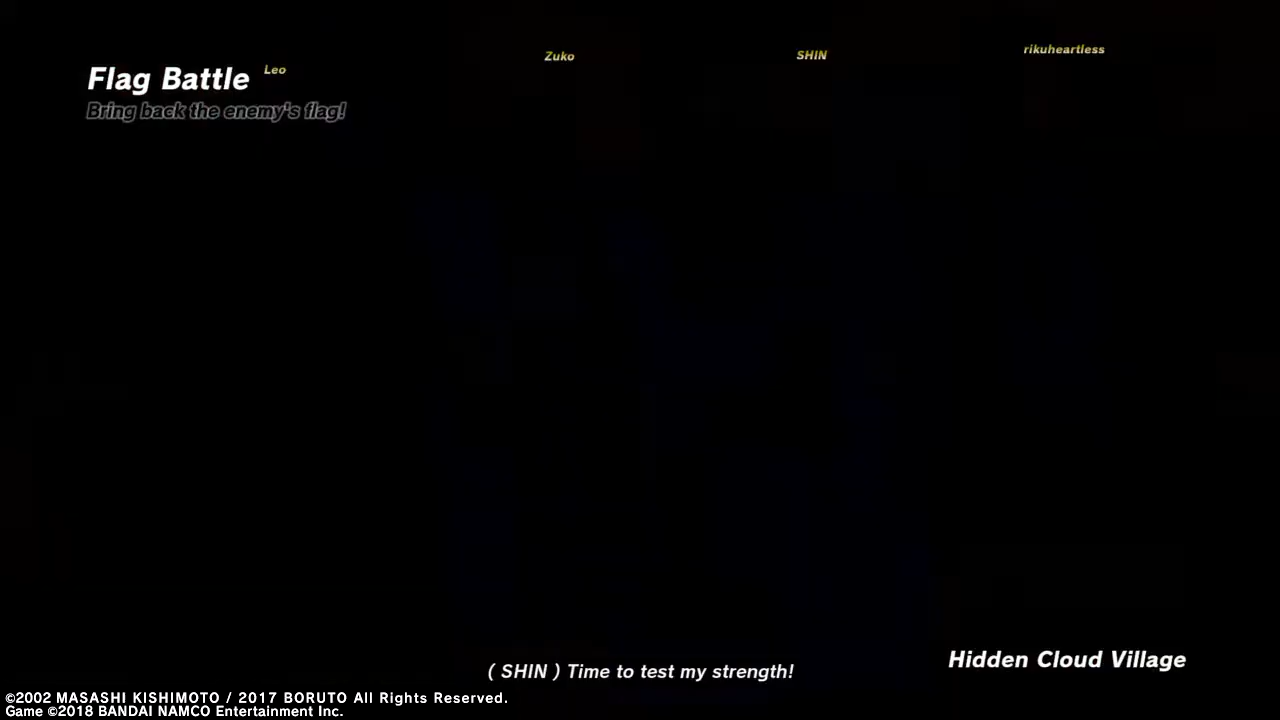 Zuko
SHIN
rikuheartless
Flag Battle
Leo
Bring back the enemy's flag!
Hidden Cloud Village
( SHIN ) Time to test my strength!
©2002 MASASHI KISHIMOTO / 2017 BORUTO All Rights Reserved.
Game ©2018 BANDAI NAMCO Entertainment Inc.